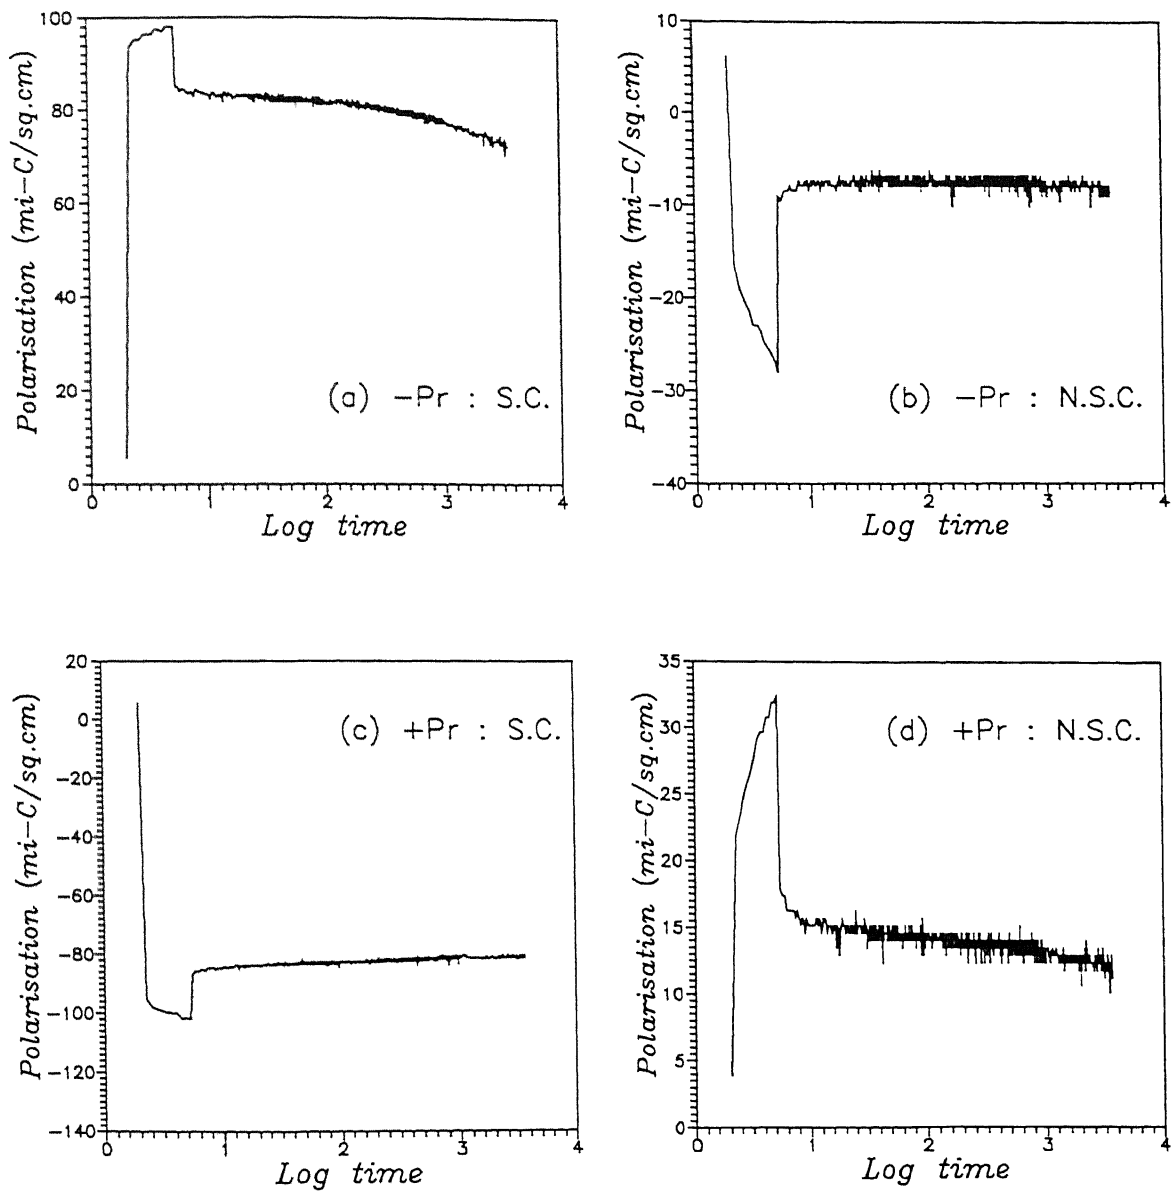 100
80
60
40
20
0
Polarisation (mi-C/sq.cm)
(a) -Pr : S.C.
0 1 2 3 4
Log time
10
0
-10
-20
-30
-40
Polarisation (mi-C/sq.cm)
(b) -Pr : N.S.C.
0 1 2 3 4
Log time
20
0
-20
-40
-60
-80
-100
-120
-140
Polarisation (mi-C/sq.cm)
(c) +Pr : S.C.
0 1 2 3 4
Log time
35
30
25
20
15
10
5
0
Polarisation (mi-C/sq.cm)
(d) +Pr : N.S.C.
0 1 2 3 4
Log time